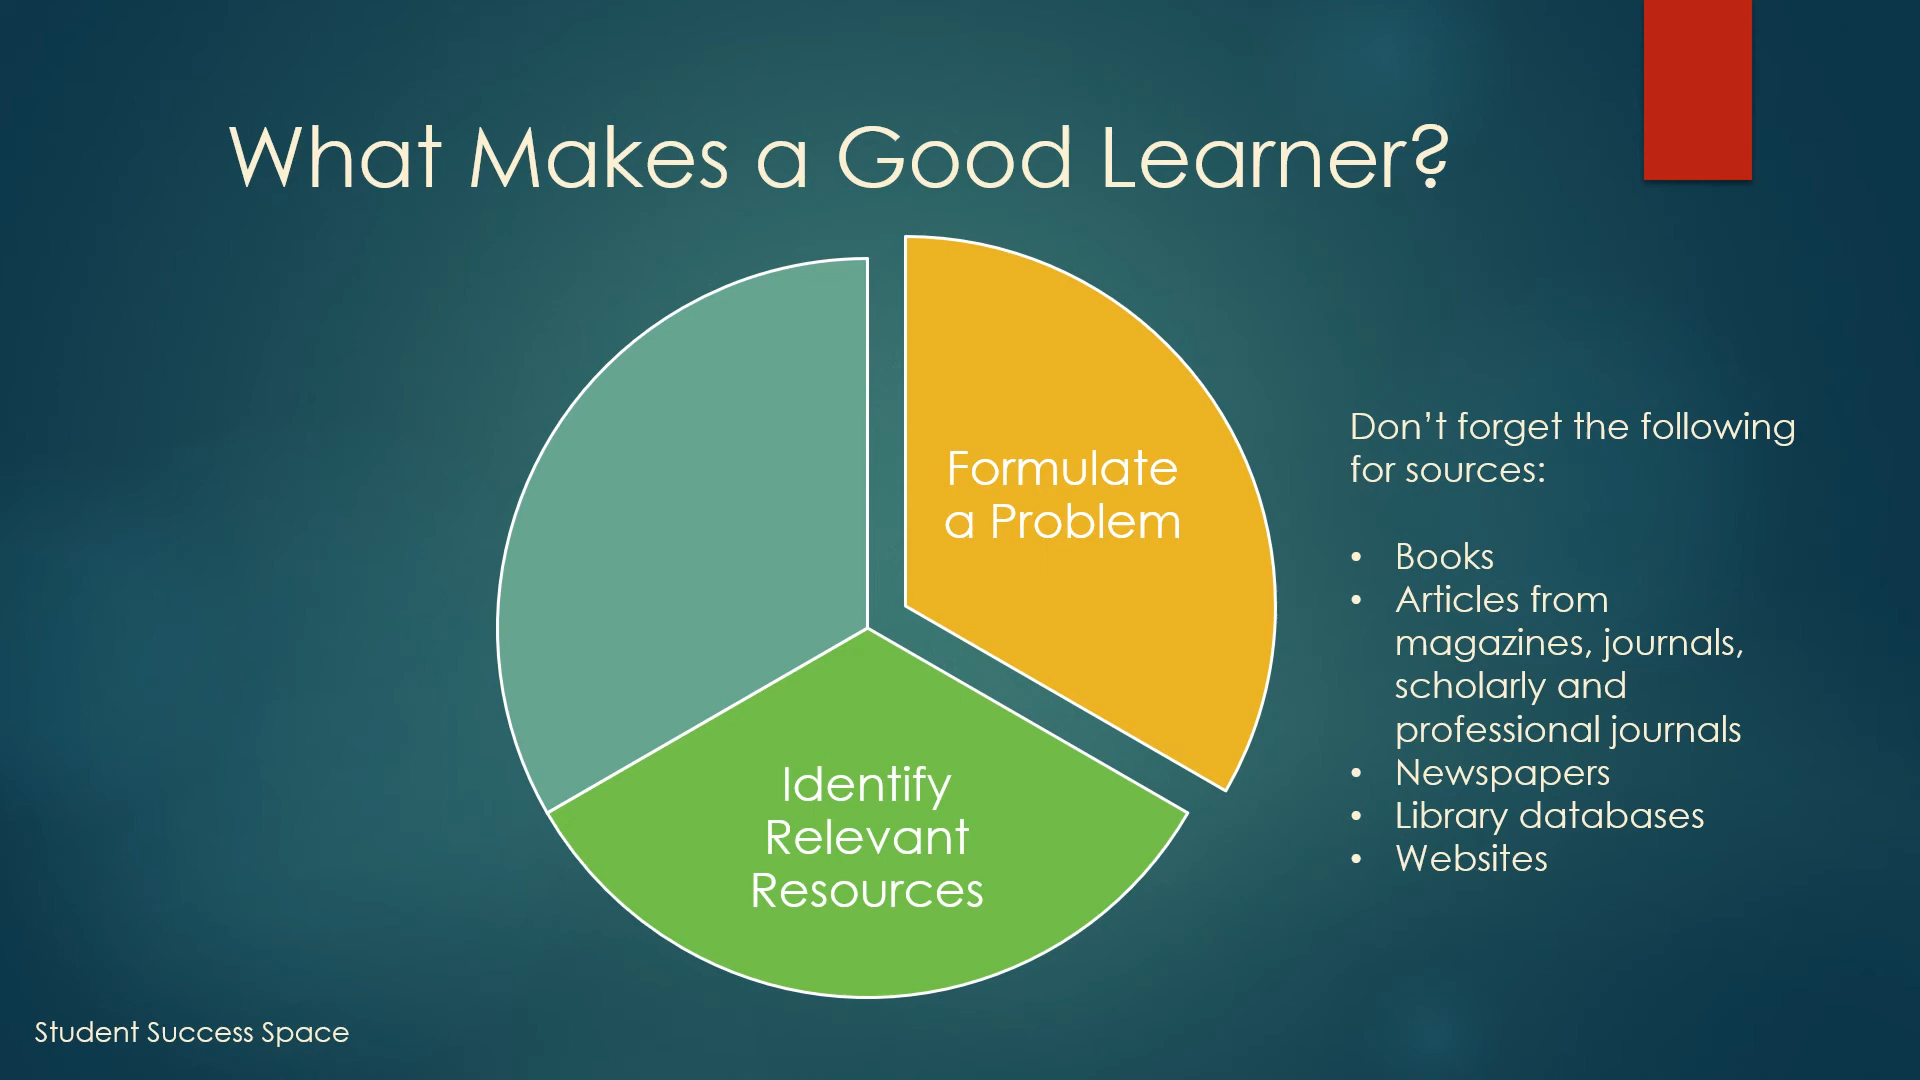 What Makes a Good Learner?
Formulate
a Problem
Identify
Relevant
Resources
Don’t forget the following
for sources:
• Books
• Articles from
magazines, journals,
scholarly and
professional journals
• Newspapers
• Library databases
• Websites
Student Success Space